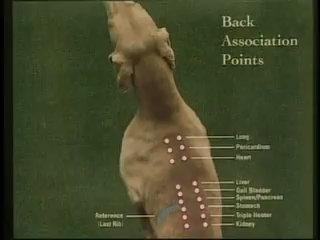 Back
Association
Points
Lung
Pericardium
Heart
Liver
Gall Bladder
Spleen/Pancreas
Stomach
Triple Heater
Kidney
Reference
(Last Rib)